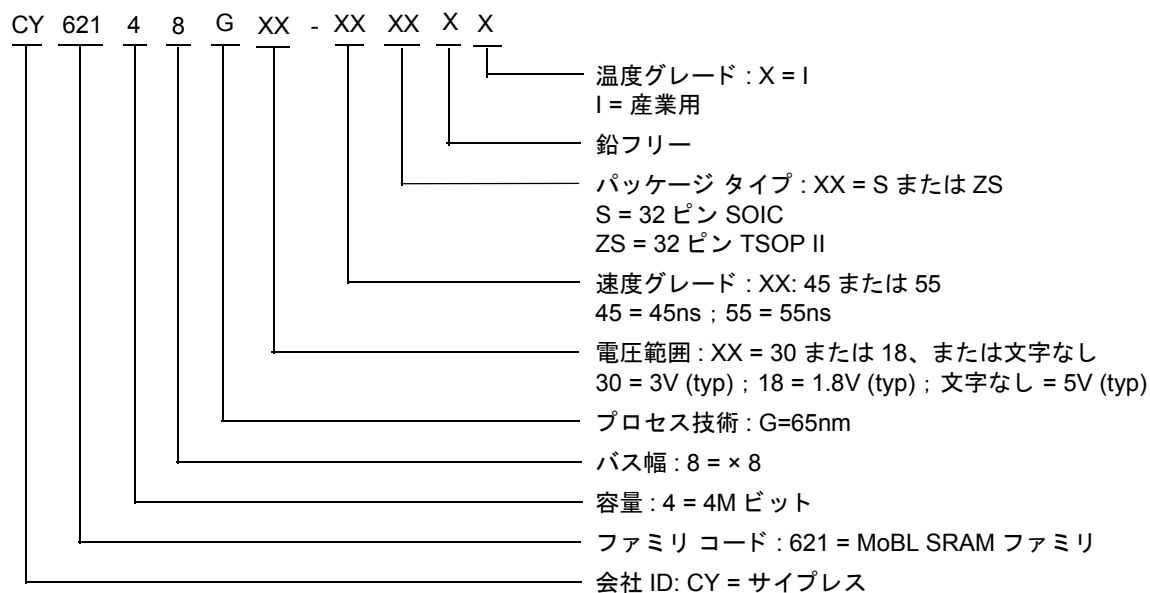 CY 621 4 8 G XX - XX XX X X
温度グレード : X = I
I = 産業用
鉛フリー
パッケージ タイプ : XX = S または ZS
S = 32 ピン SOIC
ZS = 32 ピン TSOP II
速度グレード : XX: 45 または 55
45 = 45ns ; 55 = 55ns
電圧範囲 : XX = 30 または 18、または文字なし
30 = 3V (typ) ; 18 = 1.8V (typ) ; 文字なし = 5V (typ)
プロセス技術 : G=65nm
バス幅 : 8 = × 8
容量 : 4 = 4M ビット
ファミリ コード : 621 = MoBL SRAM ファミリ
会社 ID: CY = サイプレス